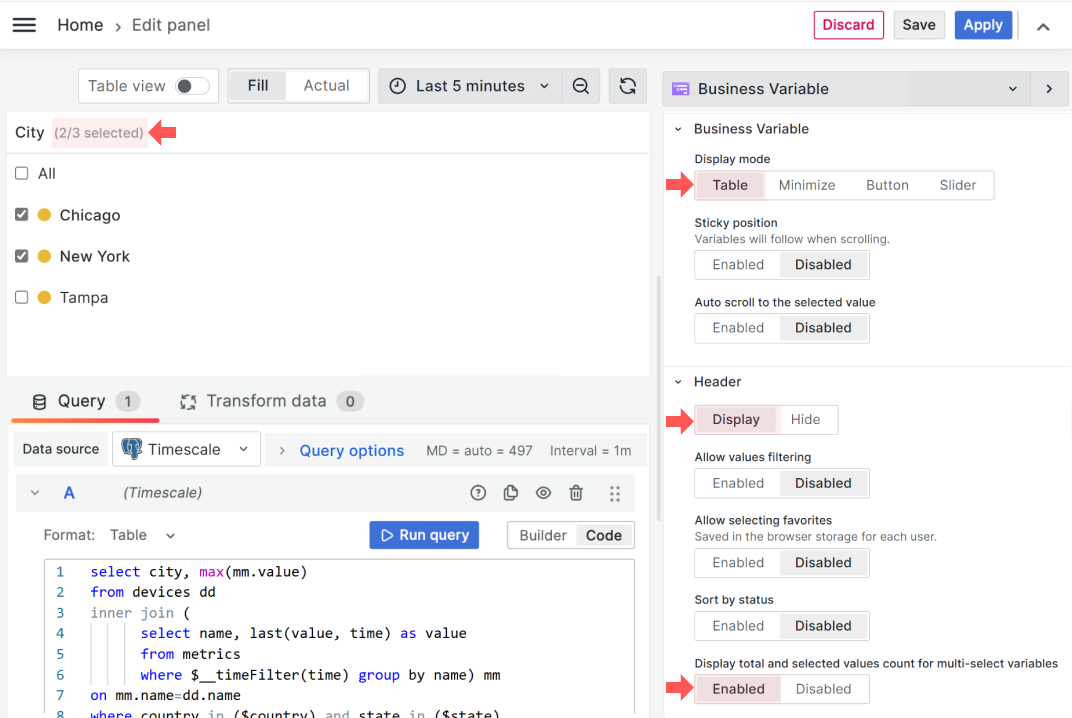 Home › Edit panel
Discard
Save
Apply
Table view
Fill
Actual
Last 5 minutes
City (2/3 selected)
All
Chicago
New York
Tampa
Query 1
Transform data 0
Data source
Timescale
Query options
MD = auto = 497
Interval = 1m
A
(Timescale)
Format: Table
Run query
Builder
Code
1 select city, max(mm.value)
2 from devices dd
3 inner join (
4 select name, last(value, time) as value
5 from metrics
6 where $__timeFilter(time) group by name) mm
7 on mm.name=dd.name
8 where country in ($country) and state in ($state)
Business Variable
Business Variable
Display mode
Table
Minimize
Button
Slider
Sticky position
Variables will follow when scrolling.
Enabled
Disabled
Auto scroll to the selected value
Enabled
Disabled
Header
Display
Hide
Allow values filtering
Enabled
Disabled
Allow selecting favorites
Saved in the browser storage for each user.
Enabled
Disabled
Sort by status
Enabled
Disabled
Display total and selected values count for multi-select variables
Enabled
Disabled